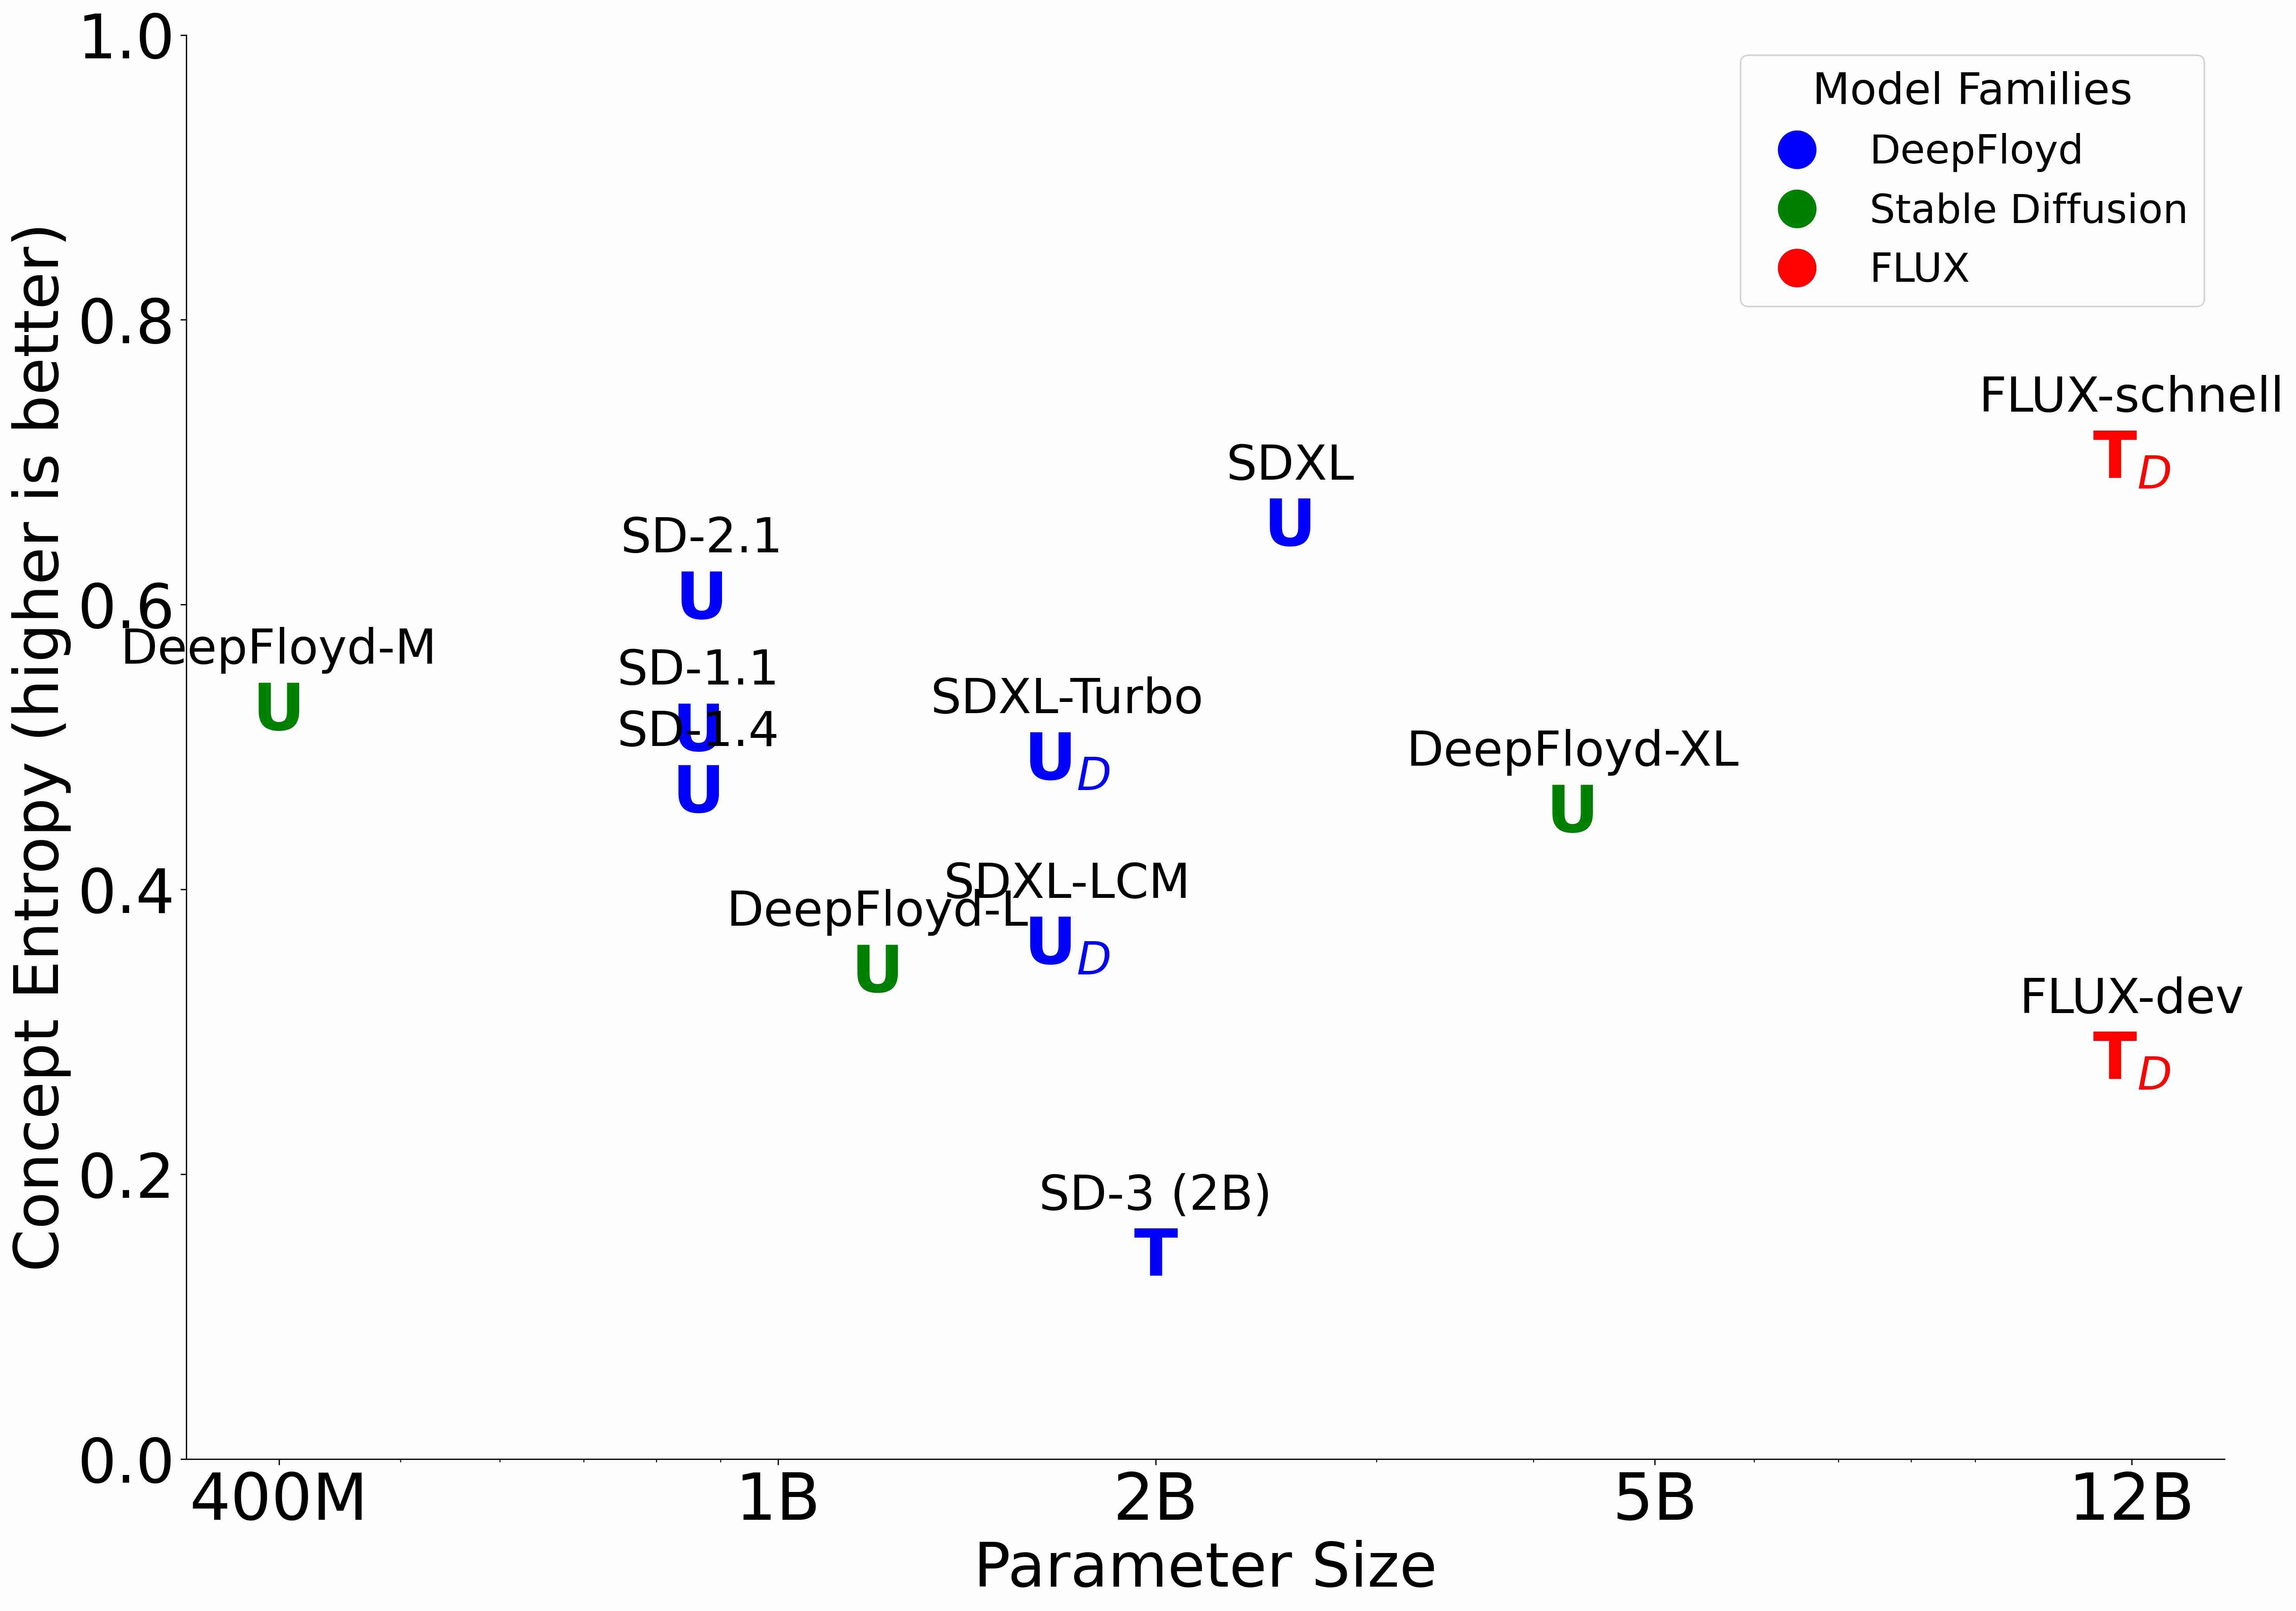 1.0
Model Families
DeepFloyd
Stable Diffusion
FLUX
Concept Entropy (higher is better)
0.8
FLUX-schnell
T_D
SDXL
U
SD-2.1
U
0.6
DeepFloyd-M
U
SD-1.1
U
SD-1.4
U
SDXL-Turbo
U_D
DeepFloyd-XL
U
0.4
SDXL-LCM
U_D
DeepFloyd-L
U
FLUX-dev
T_D
0.2
SD-3 (2B)
T
0.0
400M 1B 2B 5B 12B
Parameter Size